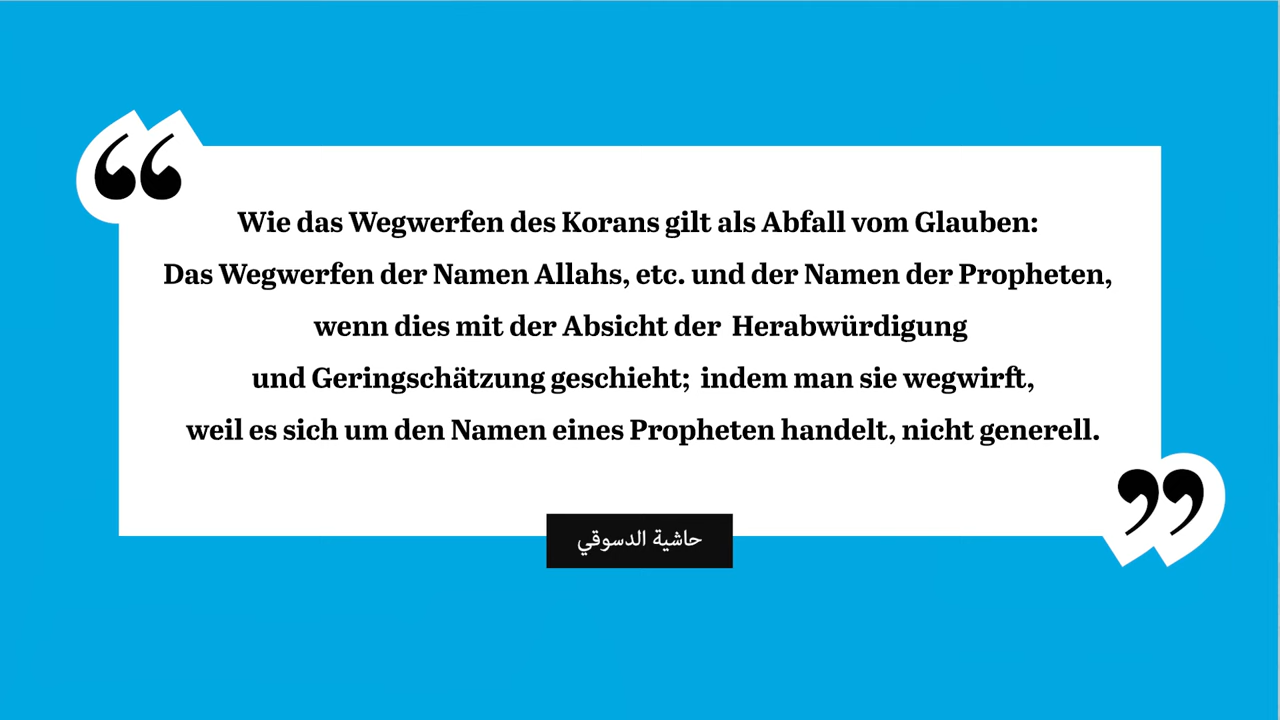 Wie das Wegwerfen des Korans gilt als Abfall vom Glauben:
Das Wegwerfen der Namen Allahs, etc. und der Namen der Propheten,
wenn dies mit der Absicht der Herabwürdigung
und Geringschätzung geschieht; indem man sie wegwirft,
weil es sich um den Namen eines Propheten handelt, nicht generell.
حاشية الدسوقي